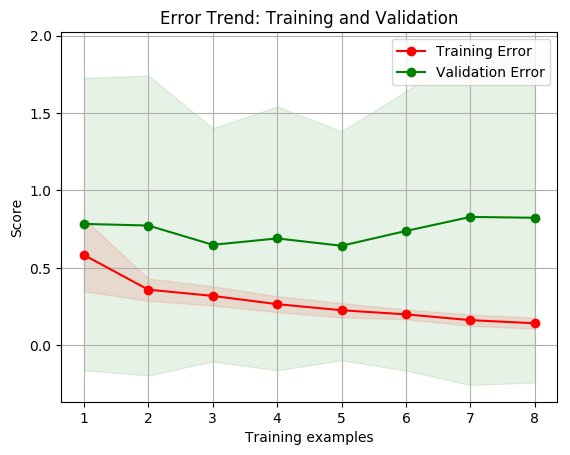 Error Trend: Training and Validation
2.0
1.5
1.0
0.5
0.0
Score
Training Error
Validation Error
1 2 3 4 5 6 7 8
Training examples